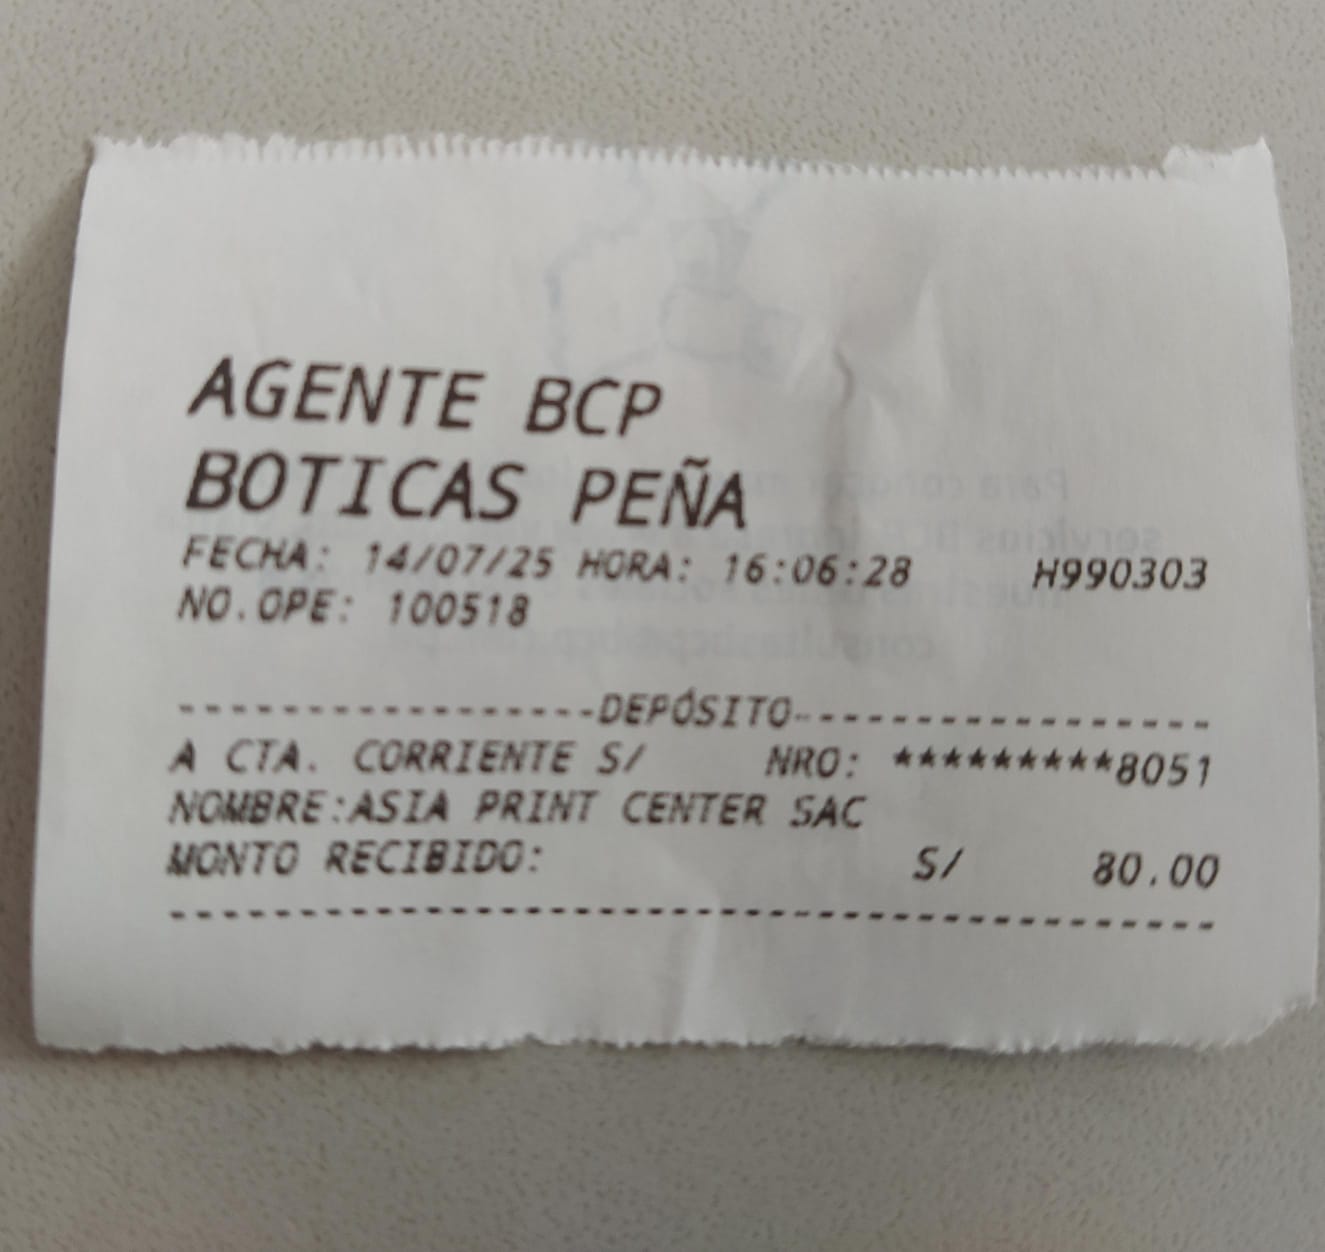 AGENTE BCP
BOTICAS PEÑA
FECHA: 14/07/25 HORA: 16:06:28 H990303
NO.OPE: 100518
-----------------DEPÓSITO-----------------
A CTA. CORRIENTE S/ NRO: *********8051
NOMBRE:ASIA PRINT CENTER SAC
MONTO RECIBIDO: S/ 80.00
------------------------------------------